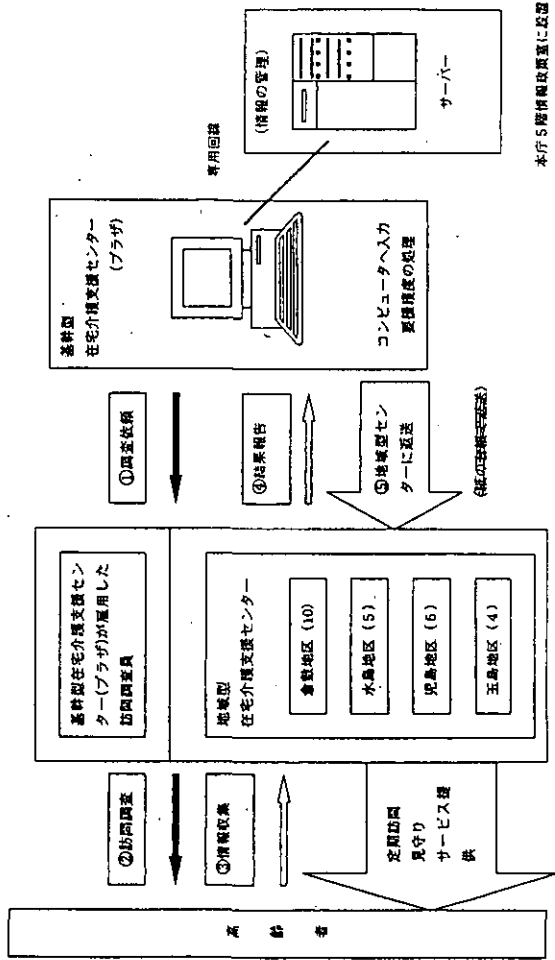 高齢者
②訪問調査
③情報収集
定期訪問
見守り
サービス提
供
基幹型在宅介護支援セン
ター(プラザ)が雇用した
訪問調査員
地域型
在宅介護支援センター
倉敷地区(10)
水島地区(5)
児島地区(6)
玉島地区(4)
①調査依頼
④結果報告
⑤地域型セン
ターに返送
基幹型
在宅介護支援センター
(プラザ)
コンピュータへ入力
要援護度の処理
専用回線
(情報の管理)
サーバー
本庁5階情報政策室に設置